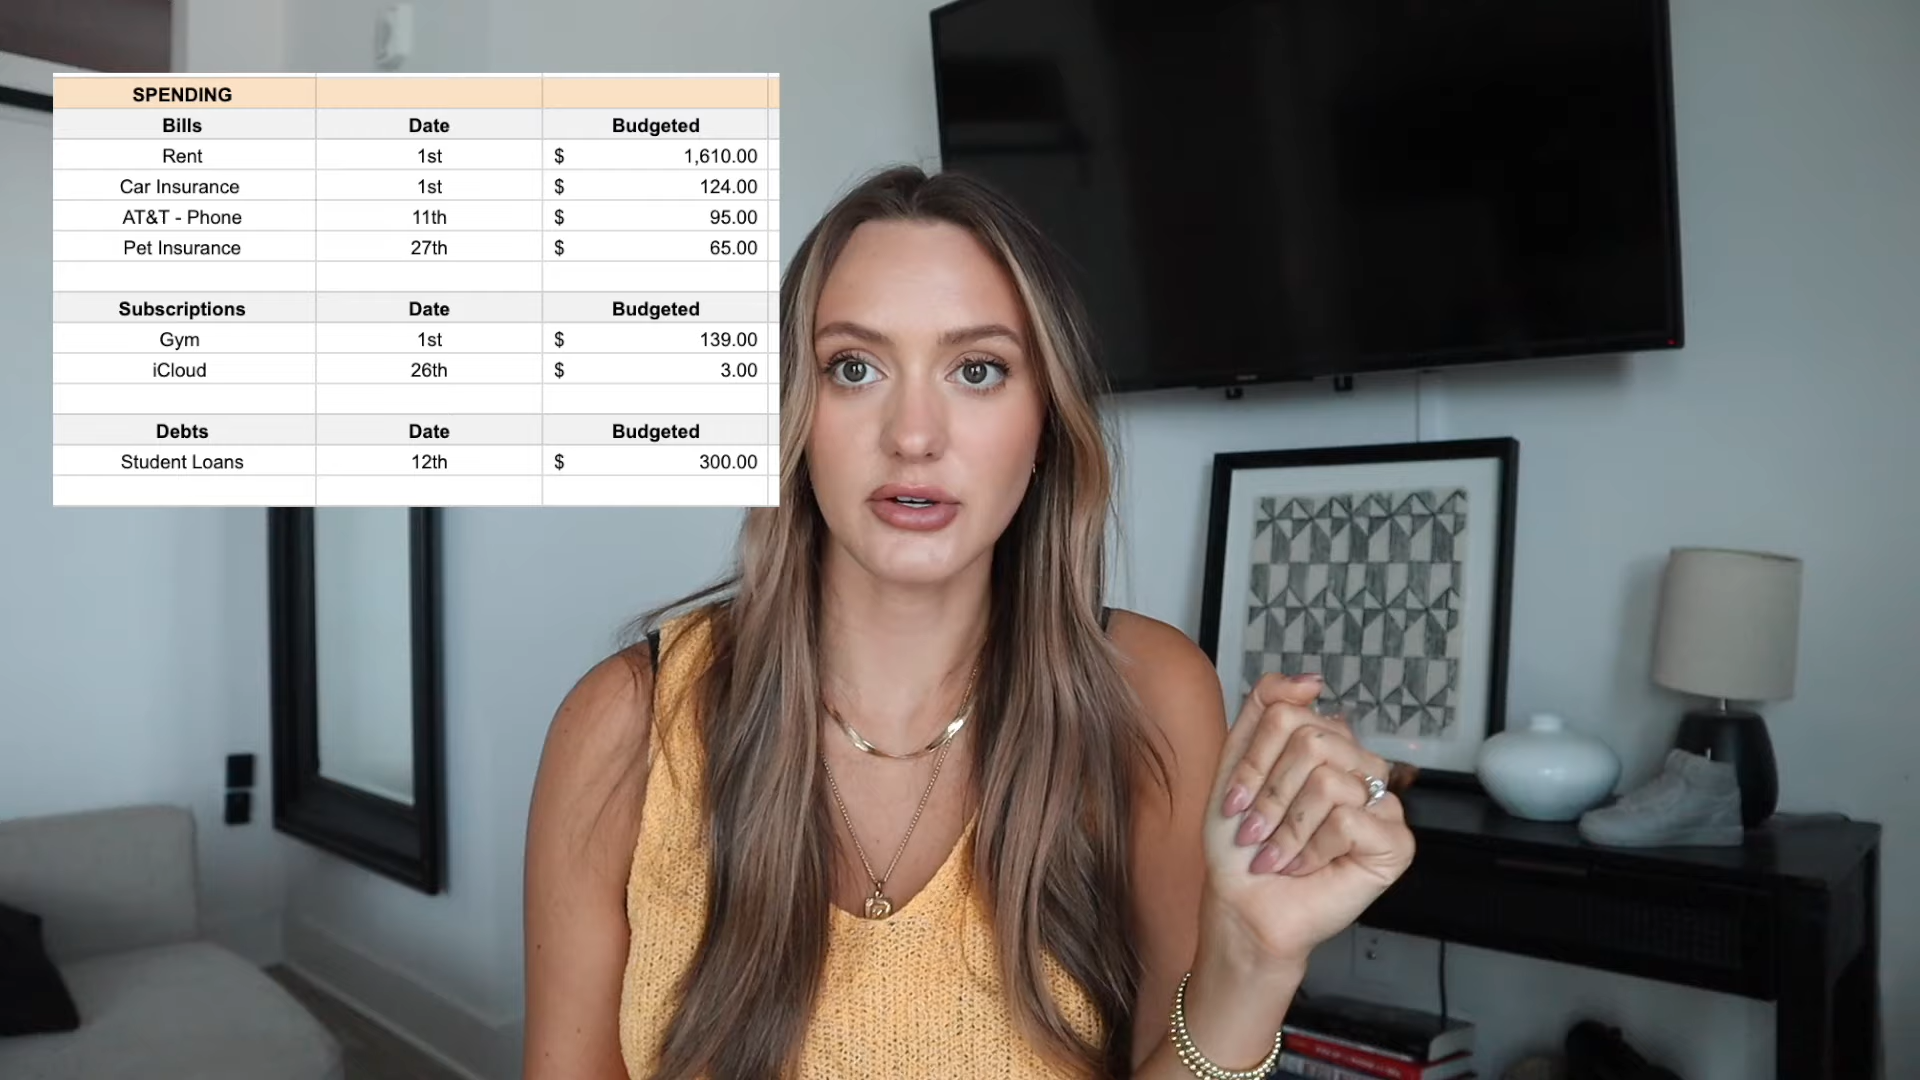 SPENDING
Bills Date Budgeted
Rent 1st $ 1,610.00
Car Insurance 1st $ 124.00
AT&T - Phone 11th $ 95.00
Pet Insurance 27th $ 65.00
Subscriptions Date Budgeted
Gym 1st $ 139.00
iCloud 26th $ 3.00
Debts Date Budgeted
Student Loans 12th $ 300.00